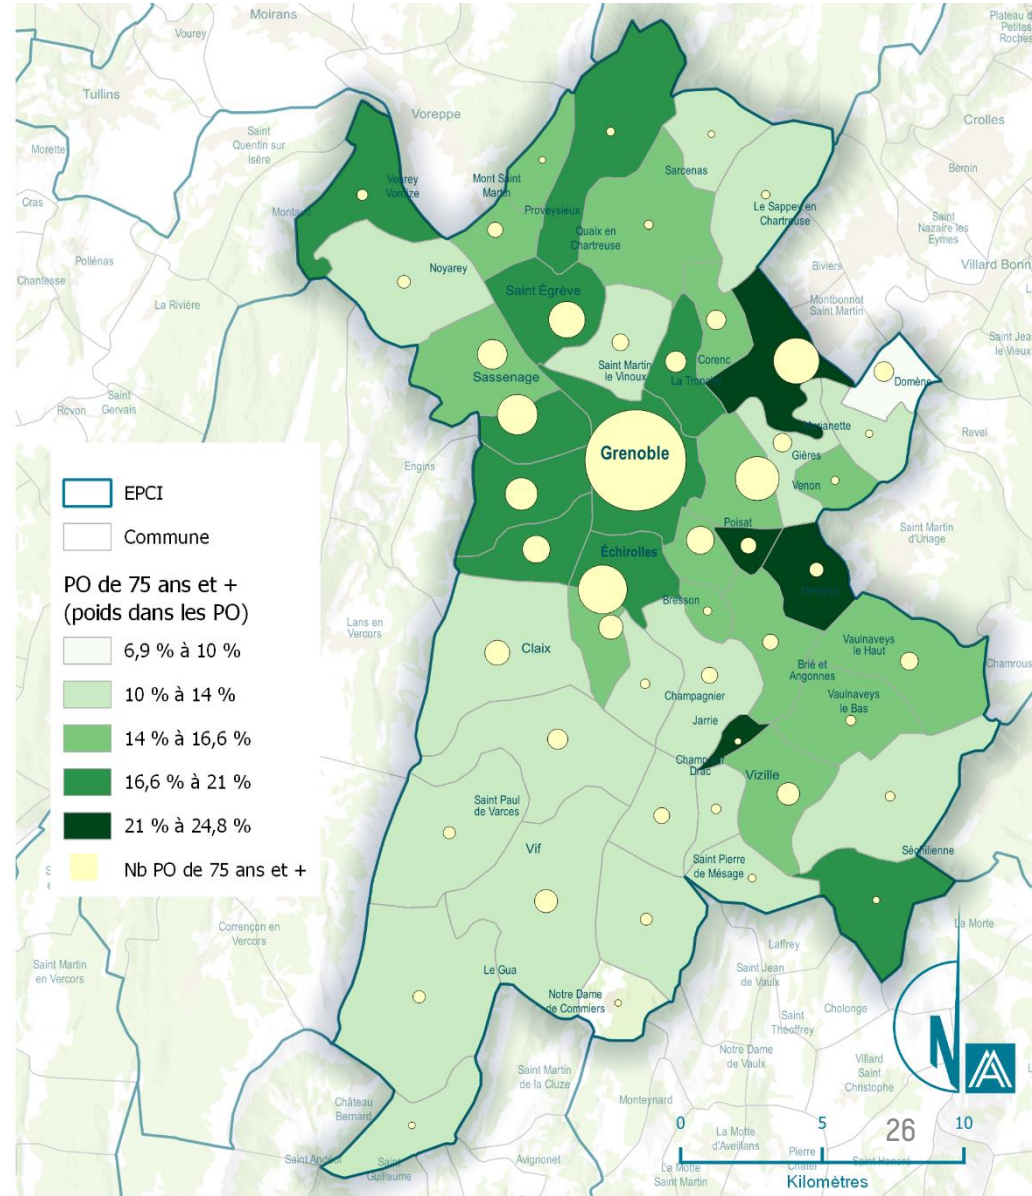 Moirans
Vourey
Plateau d
Petites
Roches
Tullins
Voreppe
Crolles
Saint
Quentin sur
Isère
Morette
Bernin
Veurey
Voroize
Mont Saint
Martin
Sarcenas
Cras
Montaud
Proveysieux
Le Sappey en
Chartreuse
Saint
Nazaire les
Eymes
Quaix en
Chartreuse
Poliénas
Biviers
Villard Bonn
Chantesse
Noyarey
La Rivière
Saint Égrève
Montbonnot
Saint Martin
Saint Jea
le Vieux
Corenc
Saint Martin
le Vinoux
La Tronche
Domène
Sassenage
Rovon
Saint
Gervais
Murianette
Revel
Engins
Grenoble
Gières
Venon
Poisat
Saint Martin
d'Uriage
Échirolles
Herbeys
Bresson
Lans en
Vercors
Claix
Vaulnaveys
le Haut
Chamrous
Brié et
Angonnes
Champagnier
Vaulnaveys
le Bas
Jarrie
Champ
Drac
Vizille
Saint Paul
de Varces
Vif
Séchilienne
Saint Pierre
de Mésage
Corrençon en
Vercors
La Morte
Saint Martin
en Vercors
Laffrey
Le Gua
Saint Jean
de Vaulx
Notre Dame
de Commiers
Saint
Théoffrey
Cholonge
Notre Dame
de Vaulx
Villard
Saint
Christophe
Saint Martin
de la Cluze
Château
Bernard
Monteynard
La Motte
d'Aveillans
Pierre
Châtel
Saint Honoré
Saint Andéol
Saint
Guillaume
Avignonet
La Motte
Saint Martin
EPCI
Commune
PO de 75 ans et +
(poids dans les PO)
6,9 % à 10 %
10 % à 14 %
14 % à 16,6 %
16,6 % à 21 %
21 % à 24,8 %
Nb PO de 75 ans et +
N
0 5 10
26
Kilomètres